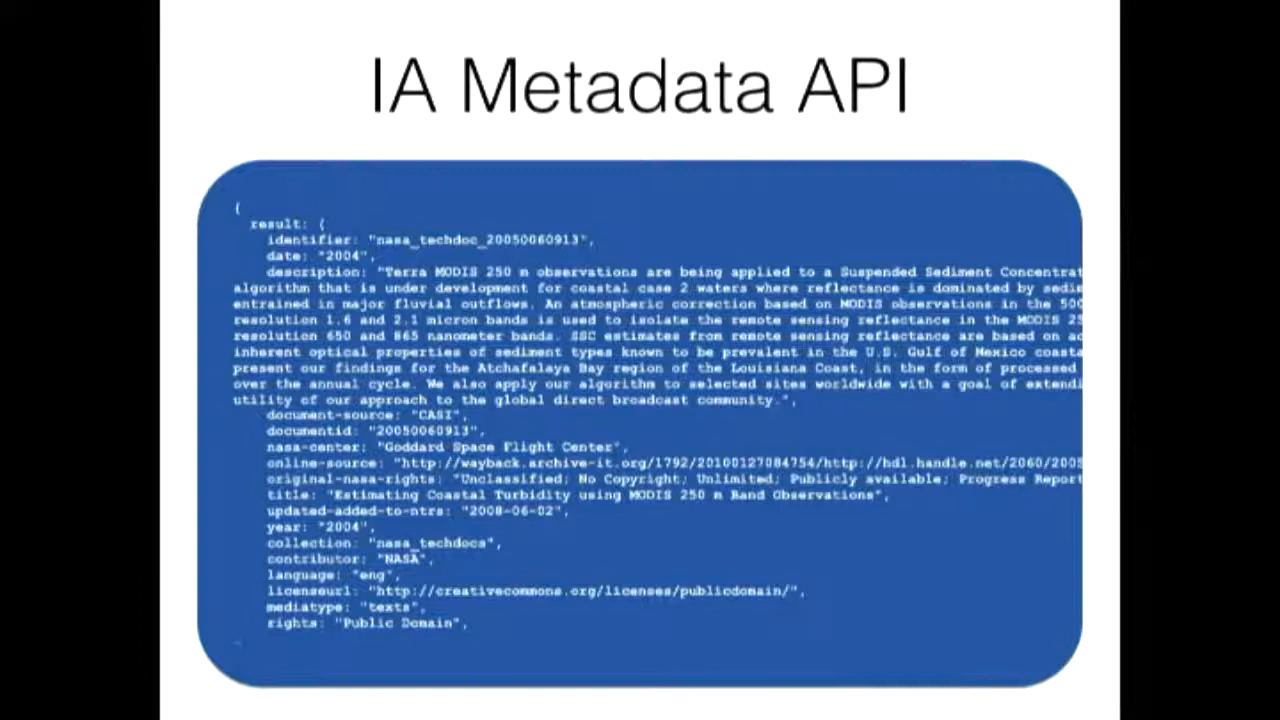 IA Metadata API
{
result: {
identifier: "nasa_techdoc_20050060913",
date: "2004",
description: "Terra MODIS 250 m observations are being applied to a Suspended Sediment Concentrat
algorithm that is under development for coastal case 2 waters where reflectance is dominated by sedim
entrained in major fluvial outflows. An atmospheric correction based on MODIS observations in the 500
resolution 1.6 and 2.1 micron bands is used to isolate the remote sensing reflectance in the MODIS 25
resolution 650 and 865 nanometer bands. SSC estimates from remote sensing reflectance are based on ac
inherent optical properties of sediment types known to be prevalent in the U.S. Gulf of Mexico coasta
present our findings for the Atchafalaya Bay region of the Louisiana Coast, in the form of processed
over the annual cycle. We also apply our algorithm to selected sites worldwide with a goal of extendi
utility of our approach to the global direct broadcast community.",
document-source: "CASI",
documentid: "20050060913",
nasa-center: "Goddard Space Flight Center",
online-source: "http://wayback.archive-it.org/1792/20100127084754/http://hdl.handle.net/2060/2005
original-nasa-rights: "Unclassified; No Copyright; Unlimited; Publicly available; Progress Report
title: "Estimating Coastal Turbidity using MODIS 250 m Band Observations",
updated-added-to-ntrs: "2008-06-02",
year: "2004",
collection: "nasa_techdocs",
contributor: "NASA",
language: "eng",
licenseurl: "http://creativecommons.org/licenses/publicdomain/",
mediatype: "texts",
rights: "Public Domain",